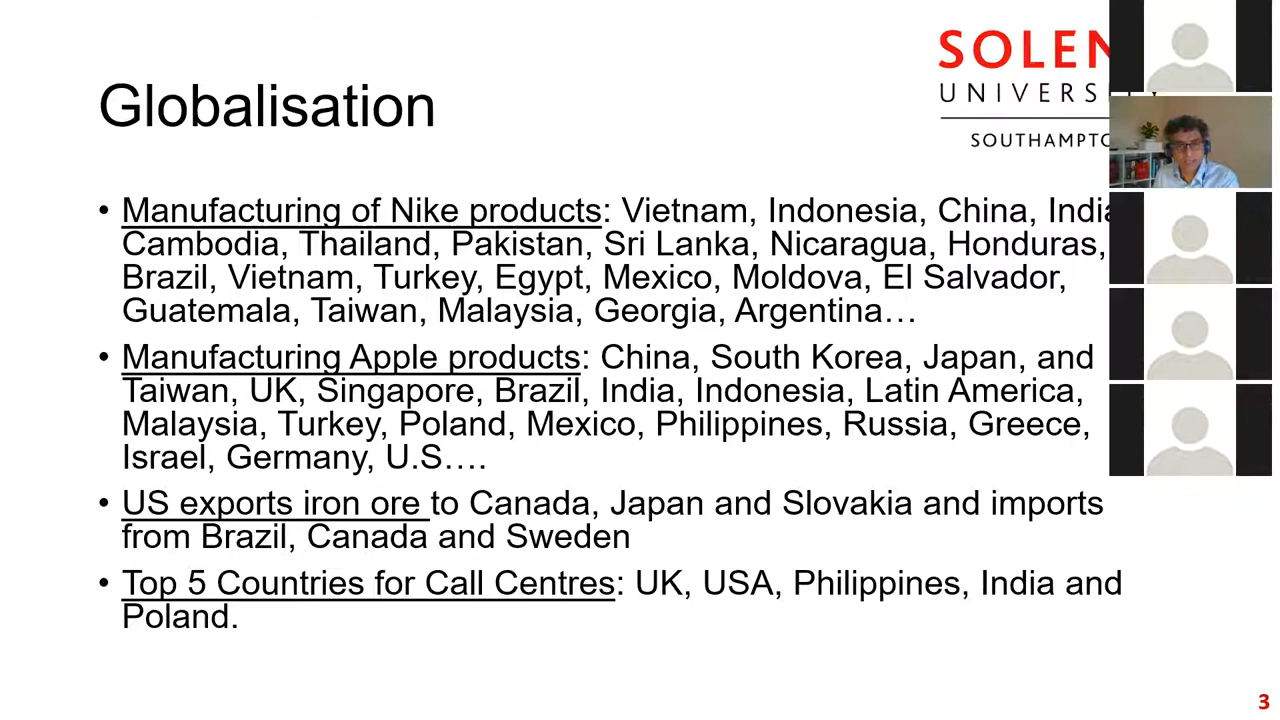 SOLEN
UNIVERSI
SOUTHAMPTO
Globalisation
• Manufacturing of Nike products: Vietnam, Indonesia, China, India
Cambodia, Thailand, Pakistan, Sri Lanka, Nicaragua, Honduras,
Brazil, Vietnam, Turkey, Egypt, Mexico, Moldova, El Salvador,
Guatemala, Taiwan, Malaysia, Georgia, Argentina…
• Manufacturing Apple products: China, South Korea, Japan, and
Taiwan, UK, Singapore, Brazil, India, Indonesia, Latin America,
Malaysia, Turkey, Poland, Mexico, Philippines, Russia, Greece,
Israel, Germany, U.S….
• US exports iron ore to Canada, Japan and Slovakia and imports
from Brazil, Canada and Sweden
• Top 5 Countries for Call Centres: UK, USA, Philippines, India and
Poland.
3